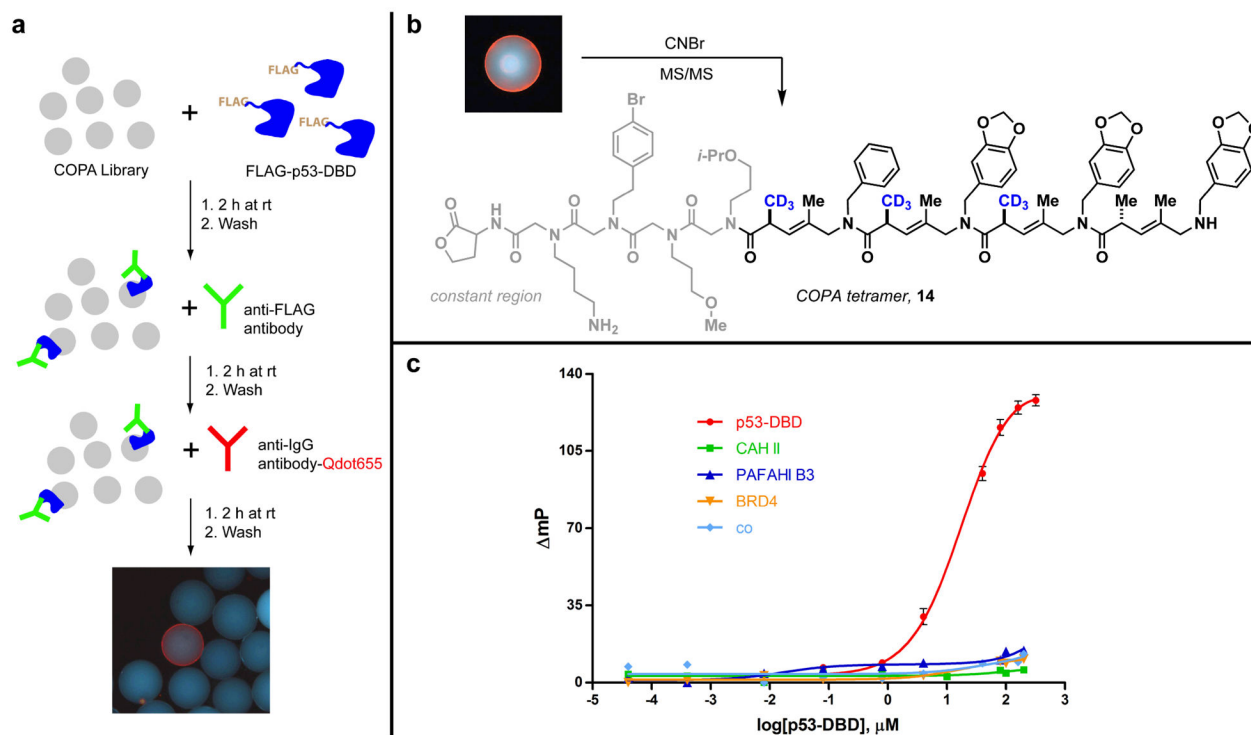 a
FLAG
FLAG
FLAG
+
COPA Library
FLAG-p53-DBD
1. 2 h at rt
2. Wash
+
anti-FLAG
antibody
1. 2 h at rt
2. Wash
+
anti-IgG
antibody-Qdot655
1. 2 h at rt
2. Wash
b
CNBr
MS/MS
Br
i-PrO
O
O
O
O
O
O
O
O
CD3
Me
CD3
Me
CD3
Me
Me
Me
O
O
H
N
O
O
N
N
O
O
N
N
O
N
O
N
O
N
O
NH
constant region
NH2
O
Me
COPA tetramer, 14
c
140
105
70
35
0
ΔmP
p53-DBD
CAH II
PAFAHI B3
BRD4
co
-5
-4
-3
-2
-1
0
1
2
3
log[p53-DBD], µM